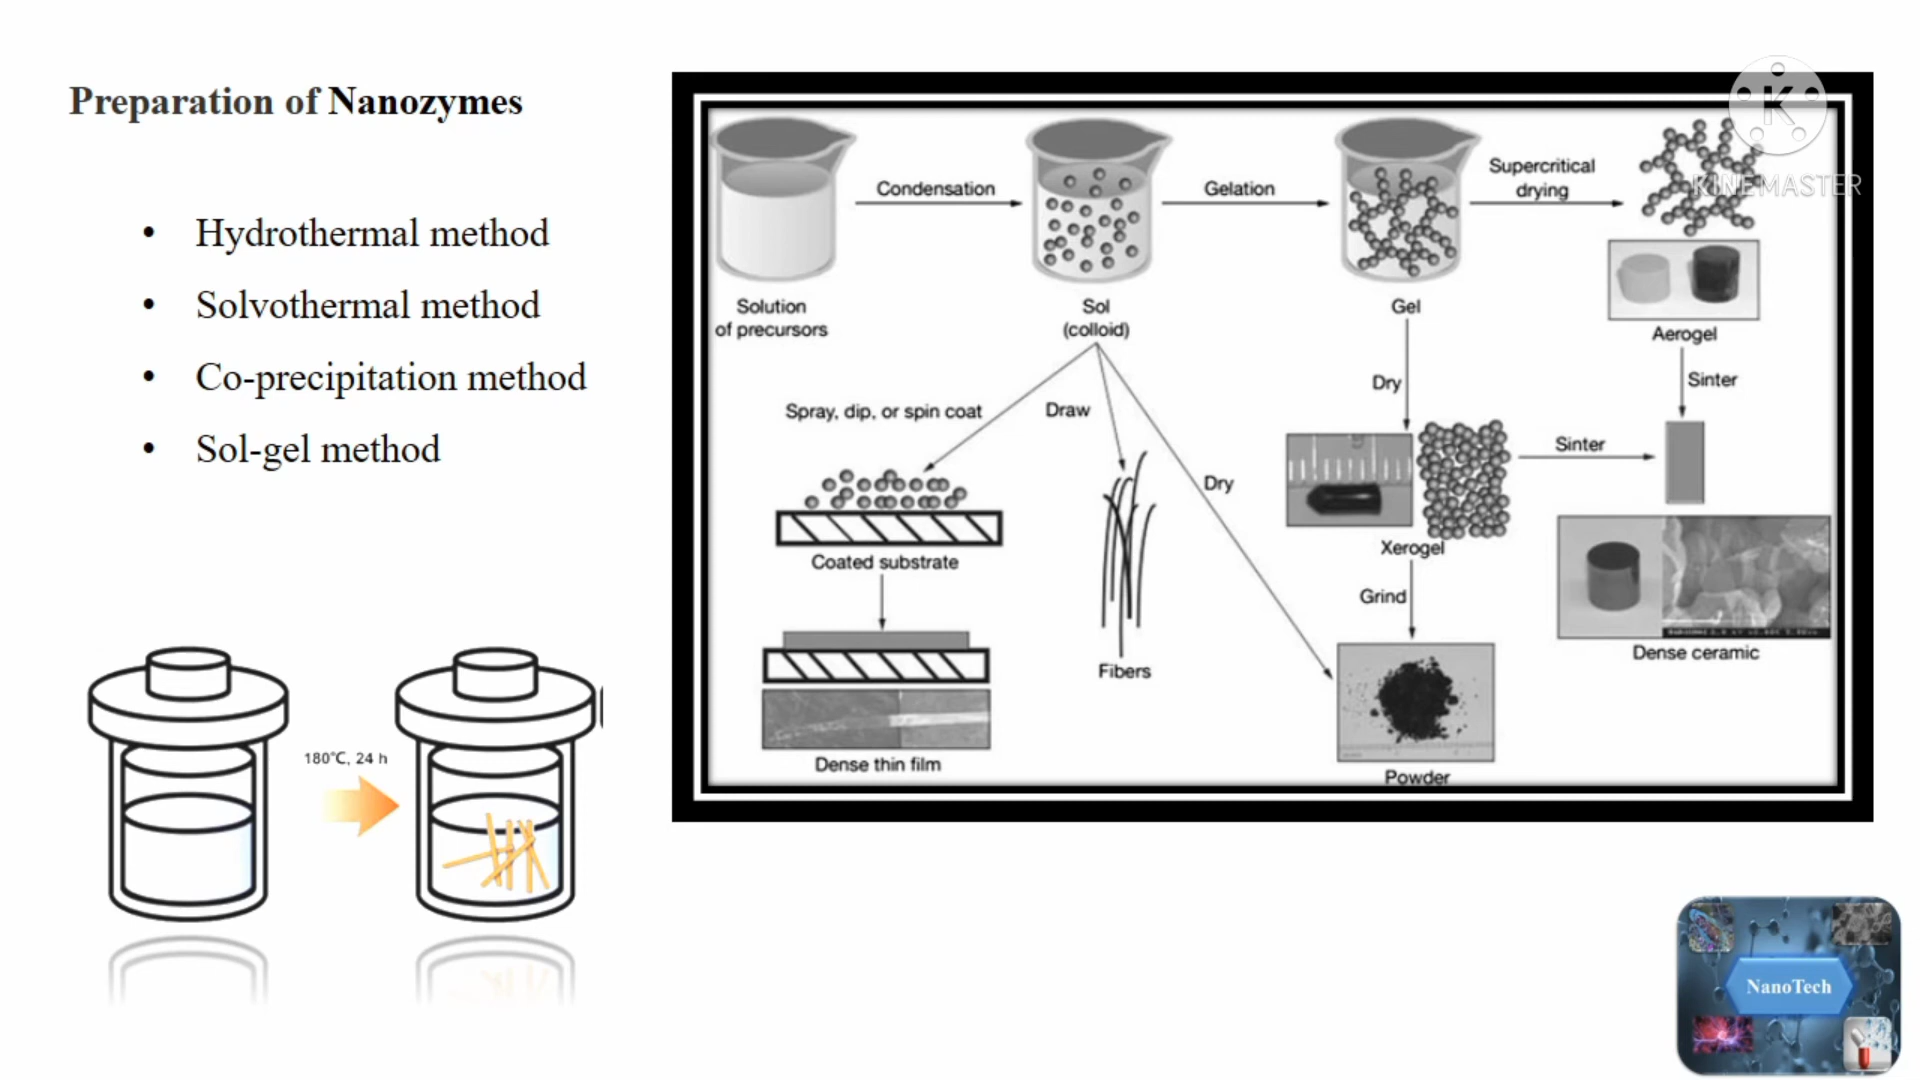 Preparation of Nanozymes
• Hydrothermal method
• Solvothermal method
• Co-precipitation method
• Sol-gel method
180℃, 24 h
Condensation
Gelation
Supercritical
drying
Solution
of precursors
Sol
(colloid)
Gel
Aerogel
Spray, dip, or spin coat
Draw
Dry
Dry
Sinter
Sinter
Coated substrate
Xerogel
Grind
Fibers
Dense ceramic
Dense thin film
Powder
K
KINEMASTER
NanoTech